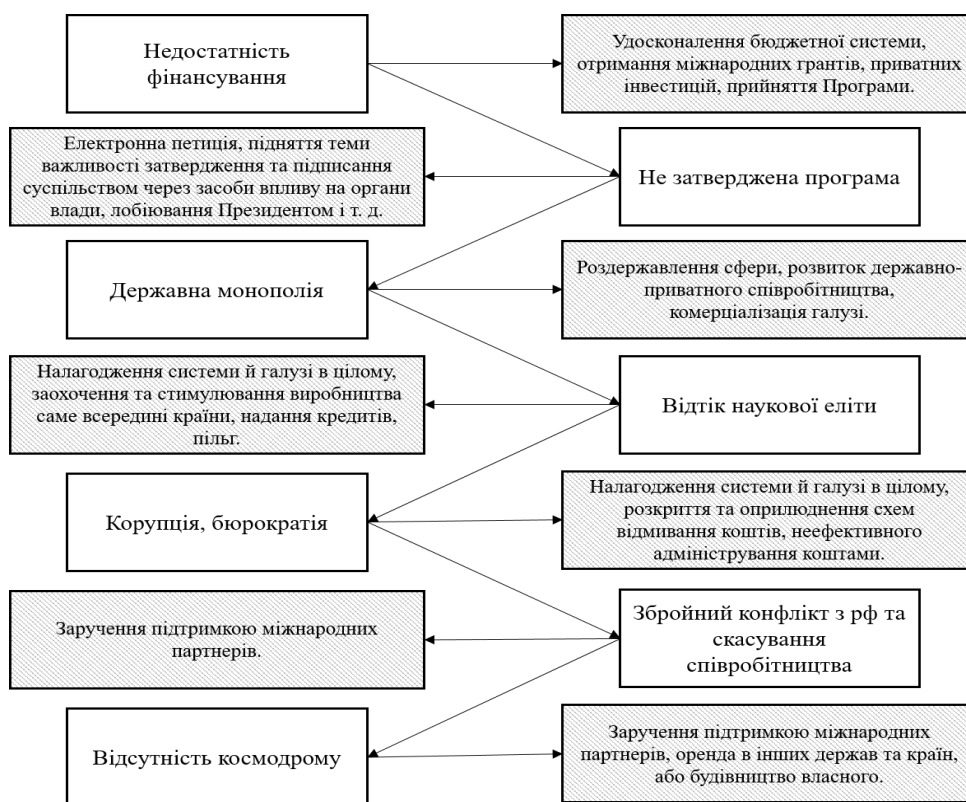 Недостатність
фінансування
Удосконалення бюджетної системи,
отримання міжнародних грантів, приватних
інвестицій, прийняття Програми.
Електронна петиція, підняття теми
важливості затвердження та підписання
суспільством через засоби впливу на органи
влади, лобіювання Президентом і т. д.
Не затверджена програма
Державна монополія
Роздержавлення сфери, розвиток державно-
приватного співробітництва,
комерціалізація галузі.
Налагодження системи й галузі в цілому,
заохочення та стимулювання виробництва
саме всередині країни, надання кредитів,
пільг.
Відтік наукової еліти
Корупція, бюрократія
Налагодження системи й галузі в цілому,
розкриття та оприлюднення схем
відмивання коштів, неефективного
адміністрування коштами.
Заручення підтримкою міжнародних
партнерів.
Збройний конфлікт з рф та
скасування
співробітництва
Відсутність космодрому
Заручення підтримкою міжнародних
партнерів, оренда в інших держав та країн,
або будівництво власного.